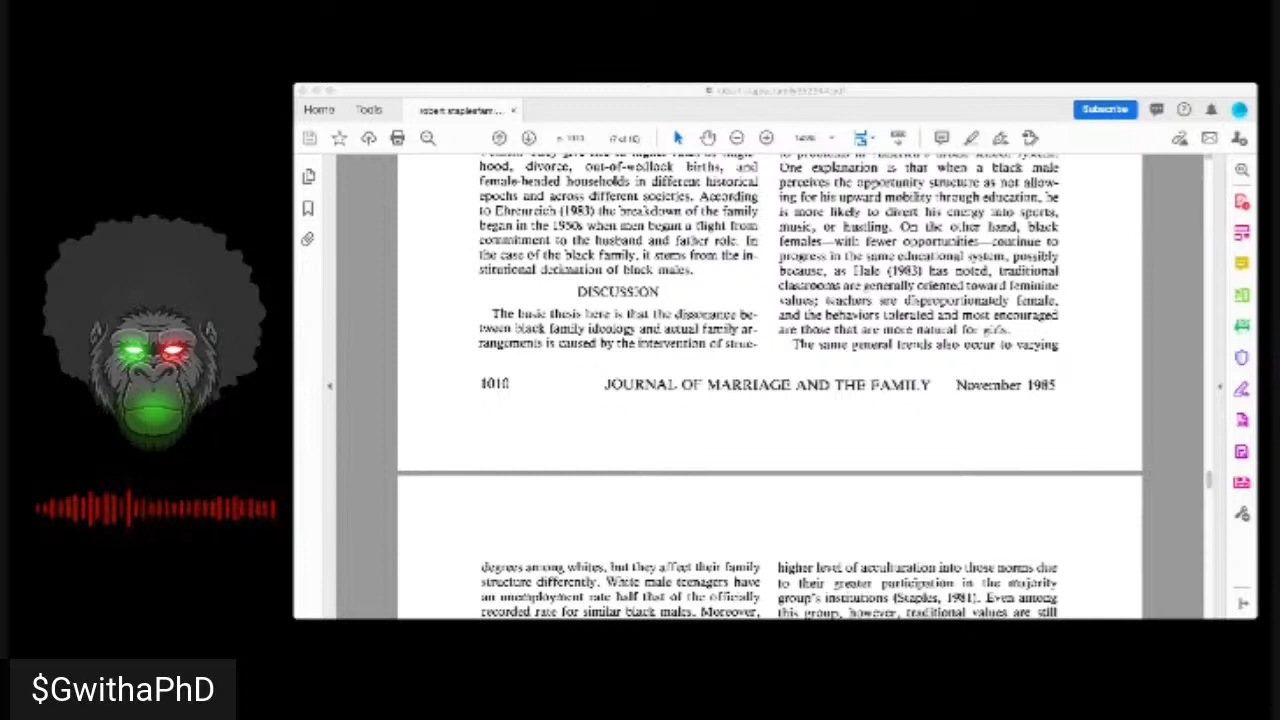 Home Tools robert staplesfam... ×
Subscribe
hood, divorce, out-of-wedlock births, and
female-headed households in different historical
epochs and across different societies. According
to Ehrenreich (1983) the breakdown of the family
began in the 1950s when men began a flight from
commitment to the husband and father role. In
the case of the black family, it stems from the in-
stitutional decimation of black males.
DISCUSSION
The basic thesis here is that the dissonance be-
tween black family ideology and actual family ar-
rangements is caused by the intervention of struc-
One explanation is that when a black male
perceives the opportunity structure as not allow-
ing for his upward mobility through education, he
is more likely to divert his energy into sports,
music, or hustling. On the other hand, black
females—with fewer opportunities—continue to
progress in the same educational system, possibly
because, as Hale (1983) has noted, traditional
classrooms are generally oriented toward feminine
values; teachers are disproportionately female,
and the behaviors tolerated and most encouraged
are those that are more natural for girls.
The same general trends also occur to varying
1010 JOURNAL OF MARRIAGE AND THE FAMILY November 1985
degrees among whites, but they affect their family
structure differently. White male teenagers have
an unemployment rate half that of the officially
recorded rate for similar black males. Moreover,
higher level of acculturation into these norms due
to their greater participation in the majority
group's institutions (Staples, 1981). Even among
this group, however, traditional values are still
$GwithaPhD